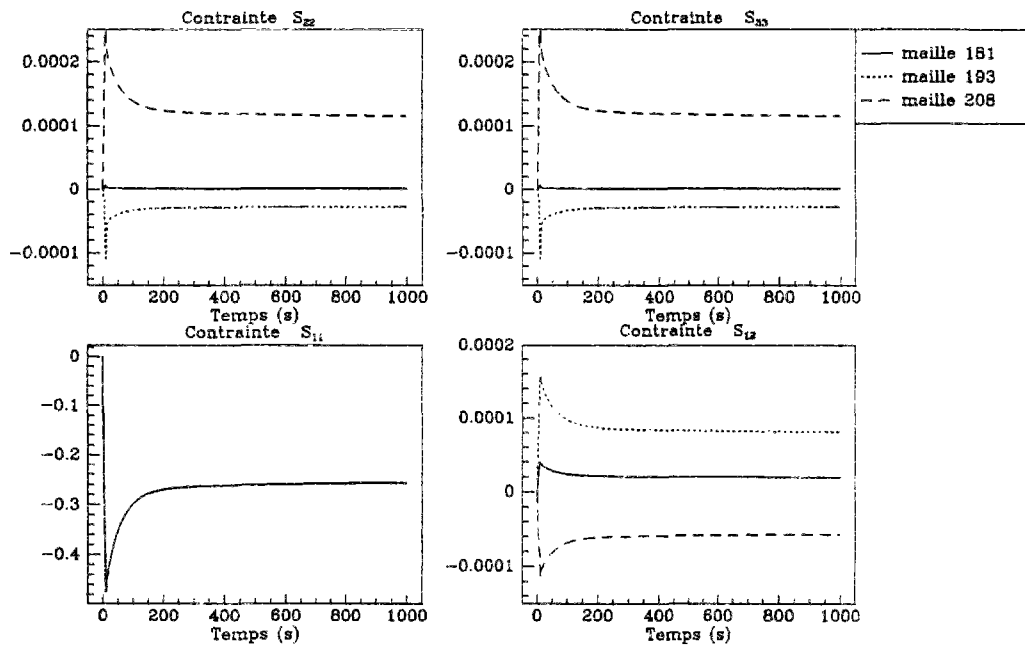 Contrainte S22
0.0002
0.0001
0
−0.0001
0 200 400 600 800 1000
Temps (s)
Contrainte S33
0.0002
0.0001
0
−0.0001
0 200 400 600 800 1000
Temps (s)
maille 181
maille 193
maille 208
Contrainte S11
0
−0.1
−0.2
−0.3
−0.4
0 200 400 600 800 1000
Temps (s)
Contrainte S12
0.0002
0.0001
0
−0.0001
0 200 400 600 800 1000
Temps (s)